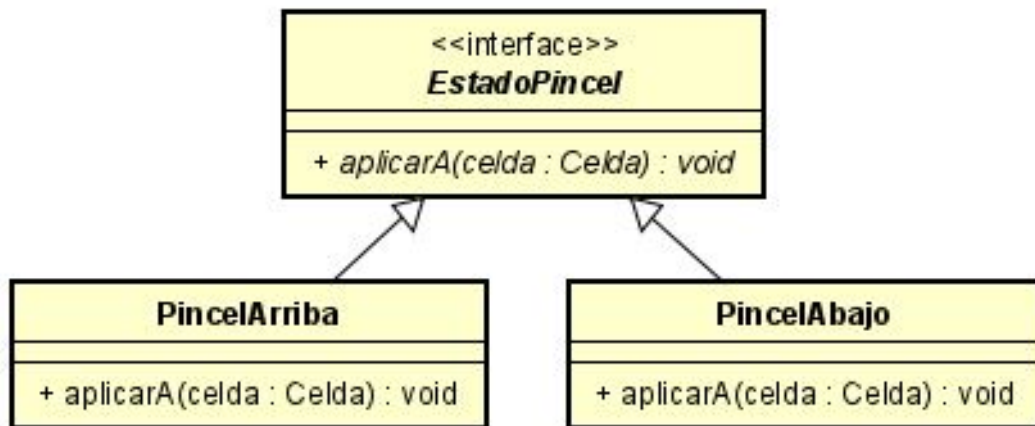 <<interface>>
EstadoPincel
+ aplicarA(celda : Celda) : void
PincelArriba
+ aplicarA(celda : Celda) : void
PincelAbajo
+ aplicarA(celda : Celda) : void